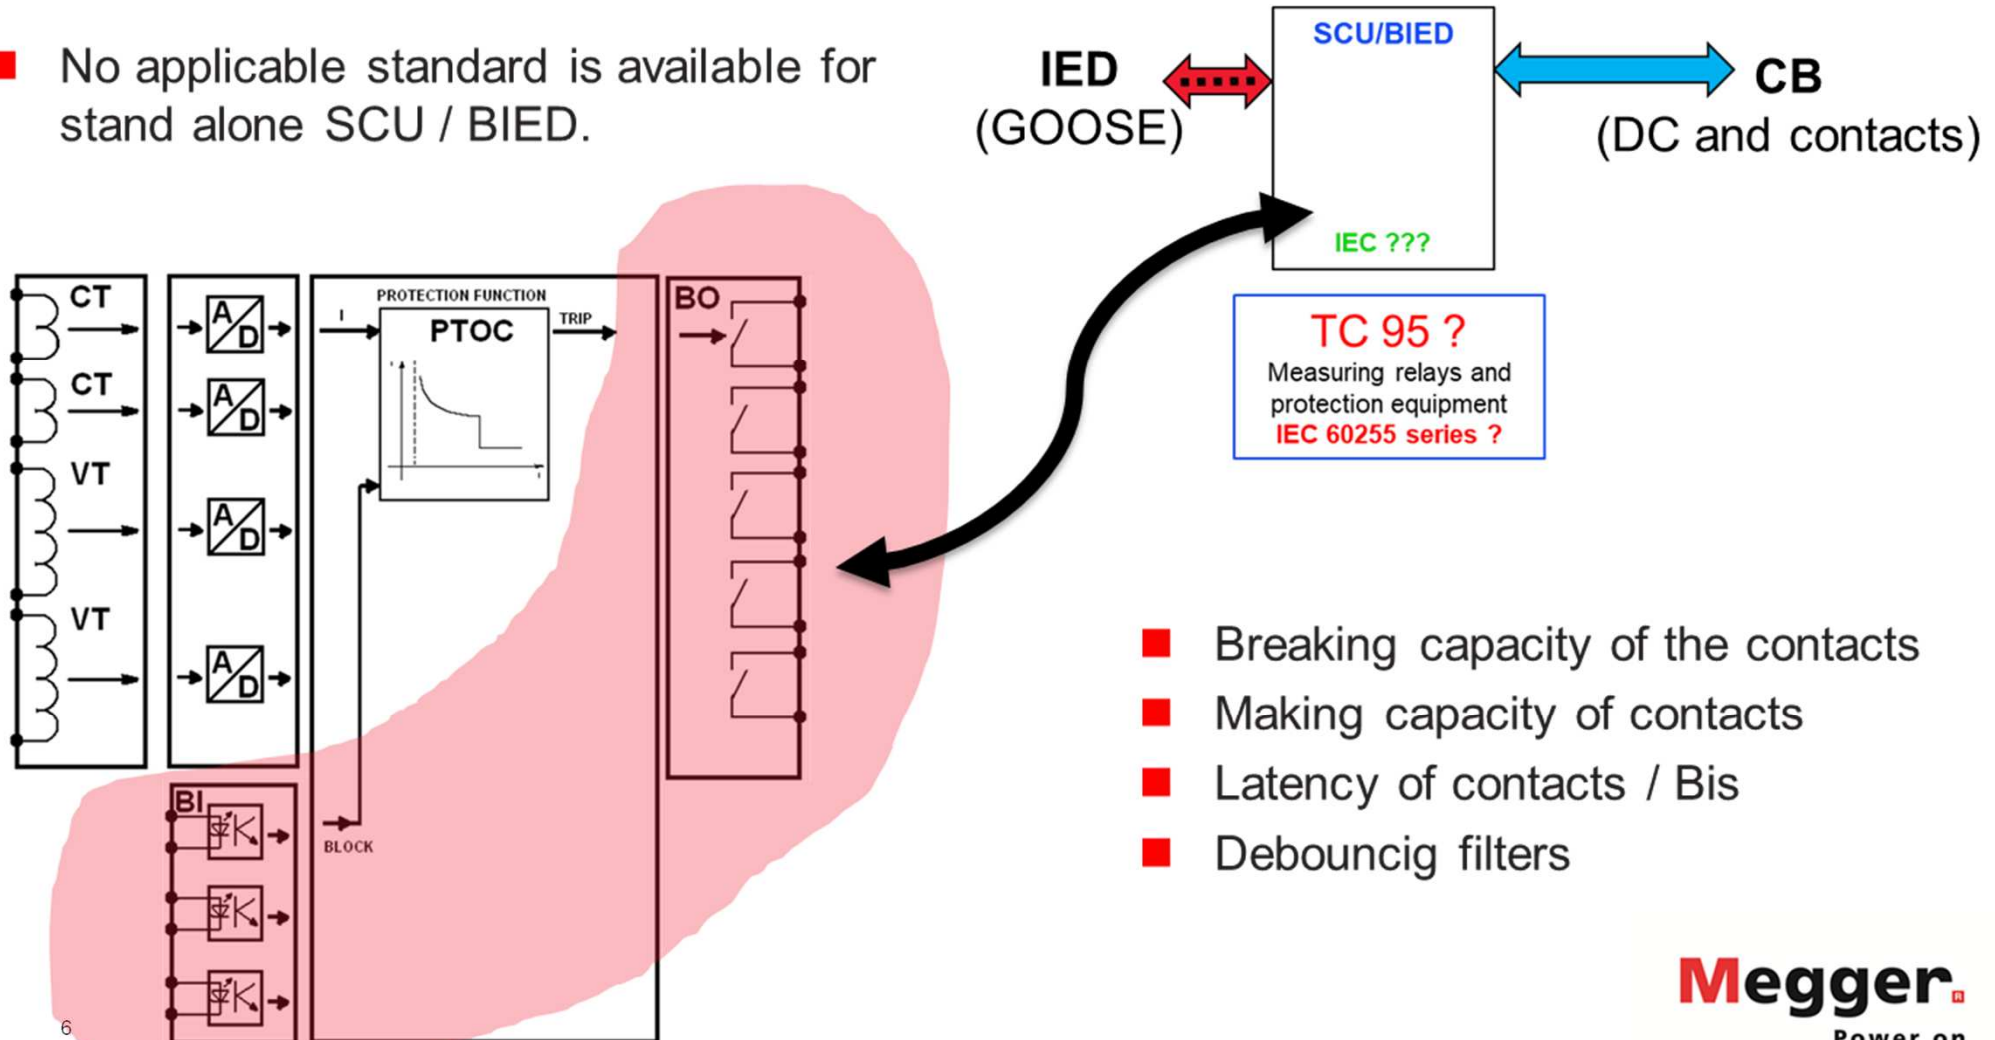 No applicable standard is available for
stand alone SCU / BIED.
IED
(GOOSE)
SCU/BIED
IEC ???
CB
(DC and contacts)
TC 95 ?
Measuring relays and
protection equipment
IEC 60255 series ?
CT
CT
VT
VT
A/D
A/D
A/D
A/D
PROTECTION FUNCTION
I
PTOC
TRIP
I
t
BO
BI
BLOCK
Breaking capacity of the contacts
Making capacity of contacts
Latency of contacts / Bis
Debouncig filters
6
Megger.
Power on